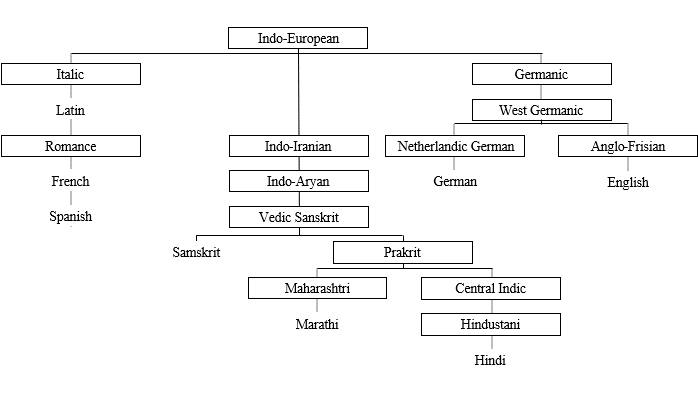 Indo-European
Italic
Germanic
Latin
West Germanic
Romance
Indo-Iranian
Netherlandic German
Anglo-Frisian
French
Indo-Aryan
German
English
Spanish
Vedic Sanskrit
Samskrit
Prakrit
Maharashtri
Central Indic
Marathi
Hindustani
Hindi